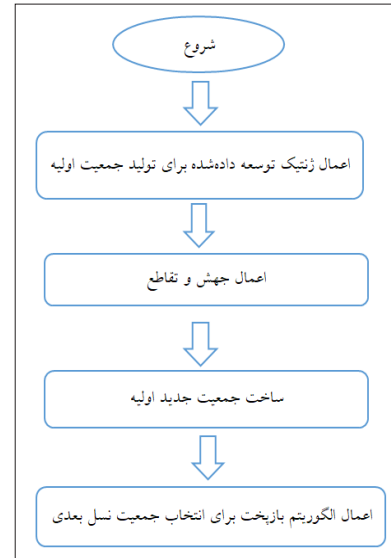 شروع
اعمال ژنتیک توسعه داده‌شده برای تولید جمعیت اولیه
اعمال جهش و تقاطع
ساخت جمعیت جدید اولیه
اعمال الگوریتم بازپخت برای انتخاب جمعیت نسل بعدی